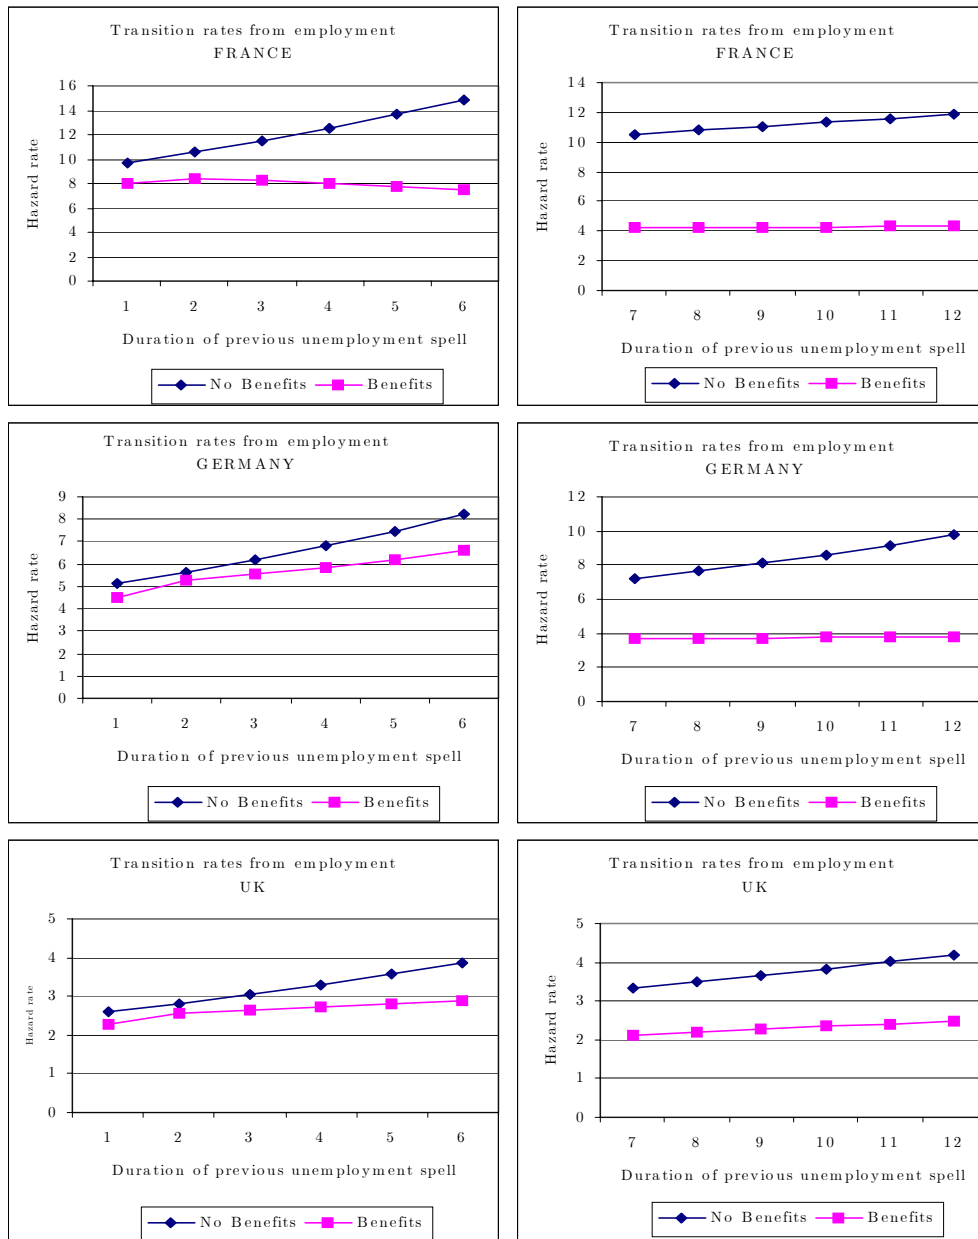 Transition rates from employment
FRANCE
16
14
12
10
8
6
4
2
0
Hazard rate
1 2 3 4 5 6
Duration of previous unemployment spell
No Benefits Benefits
Transition rates from employment
FRANCE
14
12
10
8
6
4
2
0
Hazard rate
7 8 9 10 11 12
Duration of previous unemployment spell
No Benefits Benefits
Transition rates from employment
GERMANY
9
8
7
6
5
4
3
2
1
0
Hazard rate
1 2 3 4 5 6
Duration of previous unemployment spell
No Benefits Benefits
Transition rates from employment
GERMANY
12
10
8
6
4
2
0
Hazard rate
7 8 9 10 11 12
Duration of previous unemployment spell
No Benefits Benefits
Transition rates from employment
UK
5
4
3
2
1
0
Hazard rate
1 2 3 4 5 6
Duration of previous unemployment spell
No Benefits Benefits
Transition rates from employment
UK
5
4
3
2
1
0
Hazard rate
7 8 9 10 11 12
Duration of previous unemployment spell
No Benefits Benefits